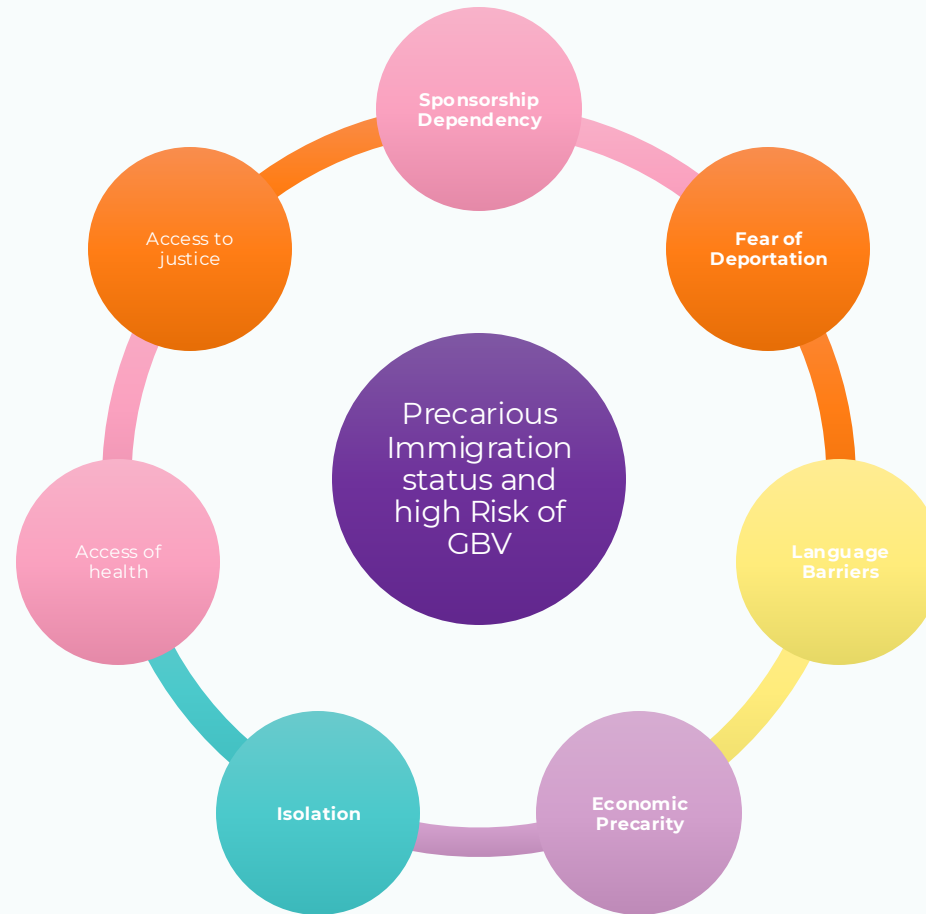 Sponsorship
Dependency
Fear of
Deportation
Language
Barriers
Economic
Precarity
Isolation
Access of
health
Access to
justice
Precarious
Immigration
status and
high Risk of
GBV